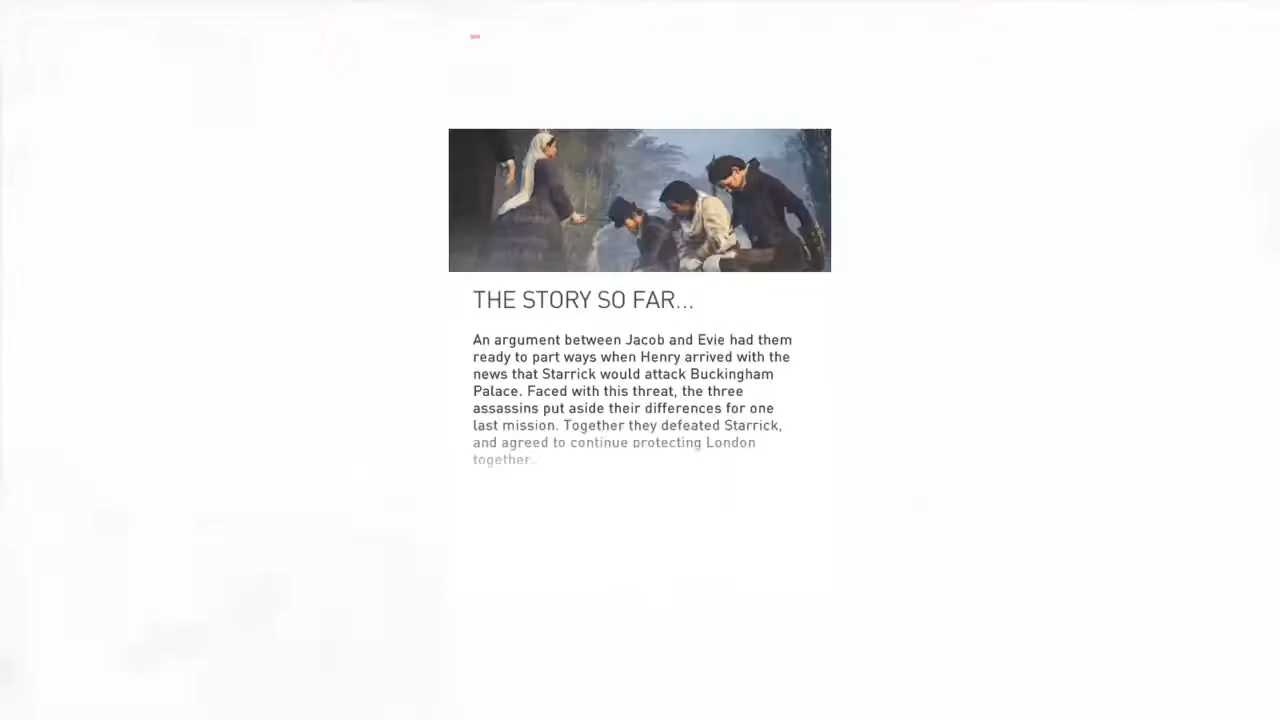 THE STORY SO FAR...
An argument between Jacob and Evie had them
ready to part ways when Henry arrived with the
news that Starrick would attack Buckingham
Palace. Faced with this threat, the three
assassins put aside their differences for one
last mission. Together they defeated Starrick,
and agreed to continue protecting London
together..